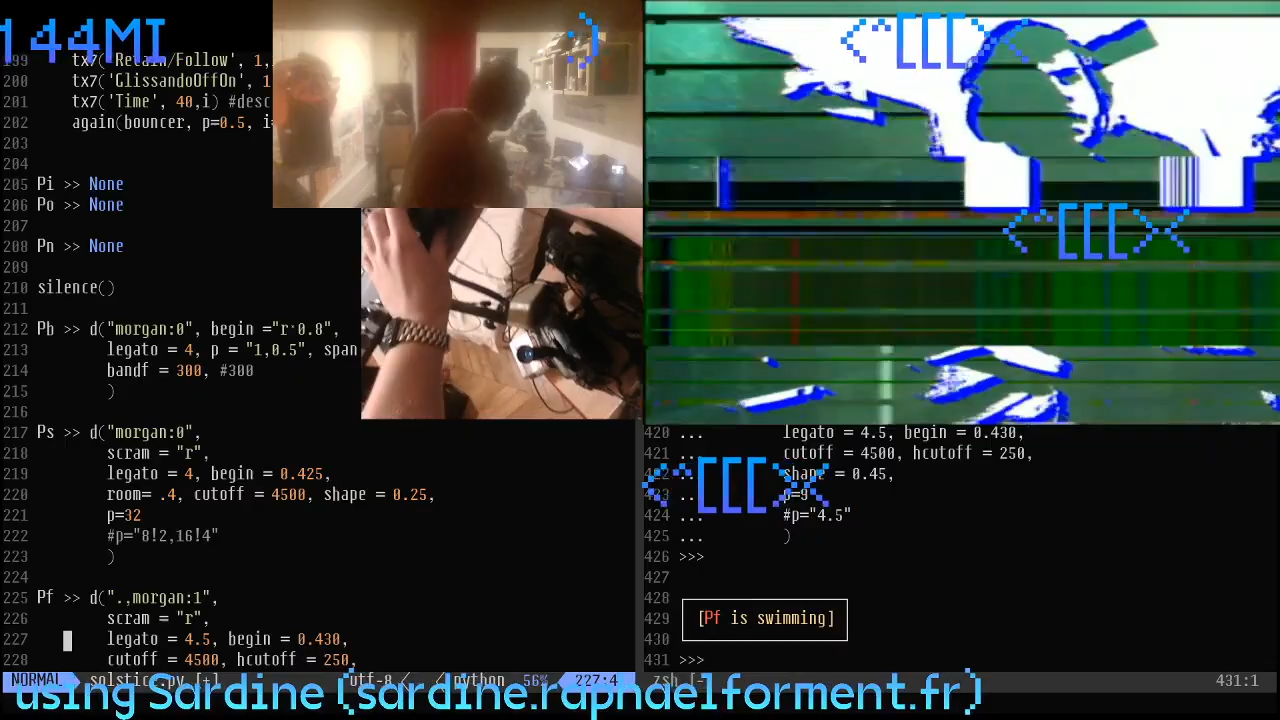 144MI
:)
<"[[[><
<"[[[><
<"[[[><
199 tx7('Retain/Follow', 1,
200 tx7('GlissandoOffOn', 1
201 tx7('Time', 40,i) #desc
202 again(bouncer, p=0.5, i=
203
204
205 Pi >> None
206 Po >> None
207
208 Pn >> None
209
210 silence()
211
212 Pb >> d("morgan:0", begin ="r*0.8",
213 legato = 4, p = "1,0.5", span
214 bandf = 300, #300
215 )
216
217 Ps >> d("morgan:0",
218 scram = "r",
219 legato = 4, begin = 0.425,
220 room= .4, cutoff = 4500, shape = 0.25,
221 p=32
222 #p="8!2,16!4"
223 )
224
225 Pf >> d(".,morgan:1",
226 scram = "r",
227 legato = 4.5, begin = 0.430,
228 cutoff = 4500, hcutoff = 250,
NORMAL solstice.py [+] utf-8 python 56% 227:4
420 ... legato = 4.5, begin = 0.430,
421 ... cutoff = 4500, hcutoff = 250,
422 ... shape = 0.45,
423 ... p=9
424 ... #p="4.5"
425 ... )
426 >>>
427
428
429 [Pf is swimming]
430
431 >>>
zsh [- 431:1
using Sardine (sardine.raphaelforment.fr)